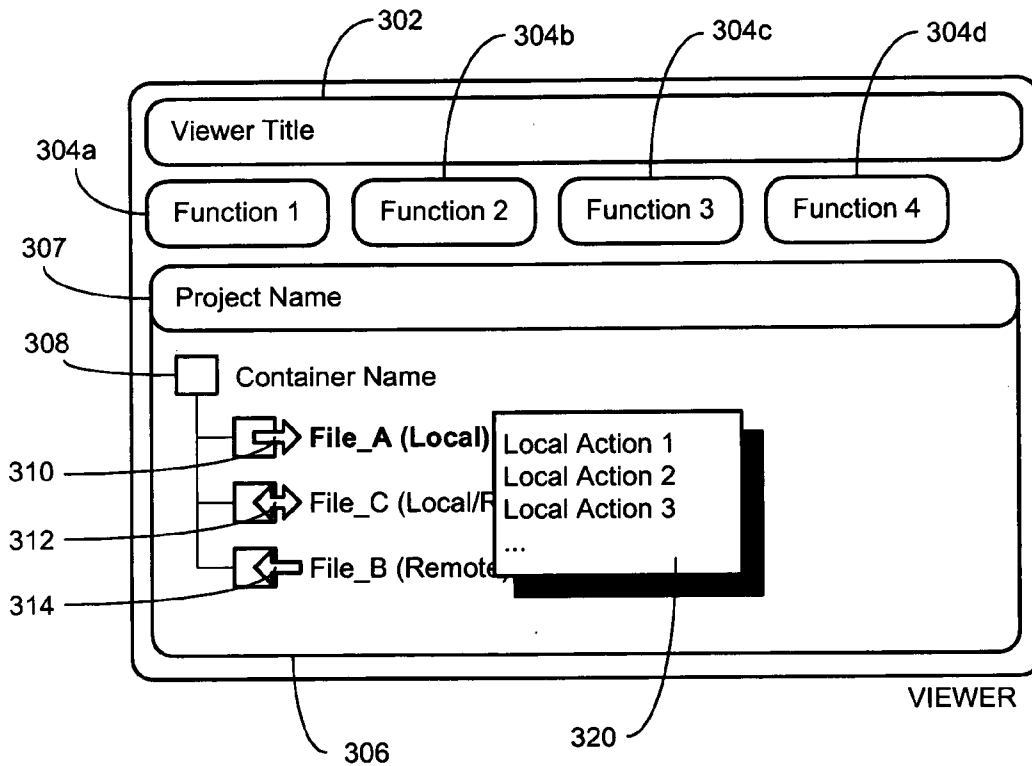 302
304b
304c
304d
Viewer Title
304a
Function 1
Function 2
Function 3
Function 4
307
Project Name
308
Container Name
File_A (Local)
Local Action 1
310
Local Action 2
File_C (Local/R
Local Action 3
312
...
File_B (Remote)
314
VIEWER
306
320